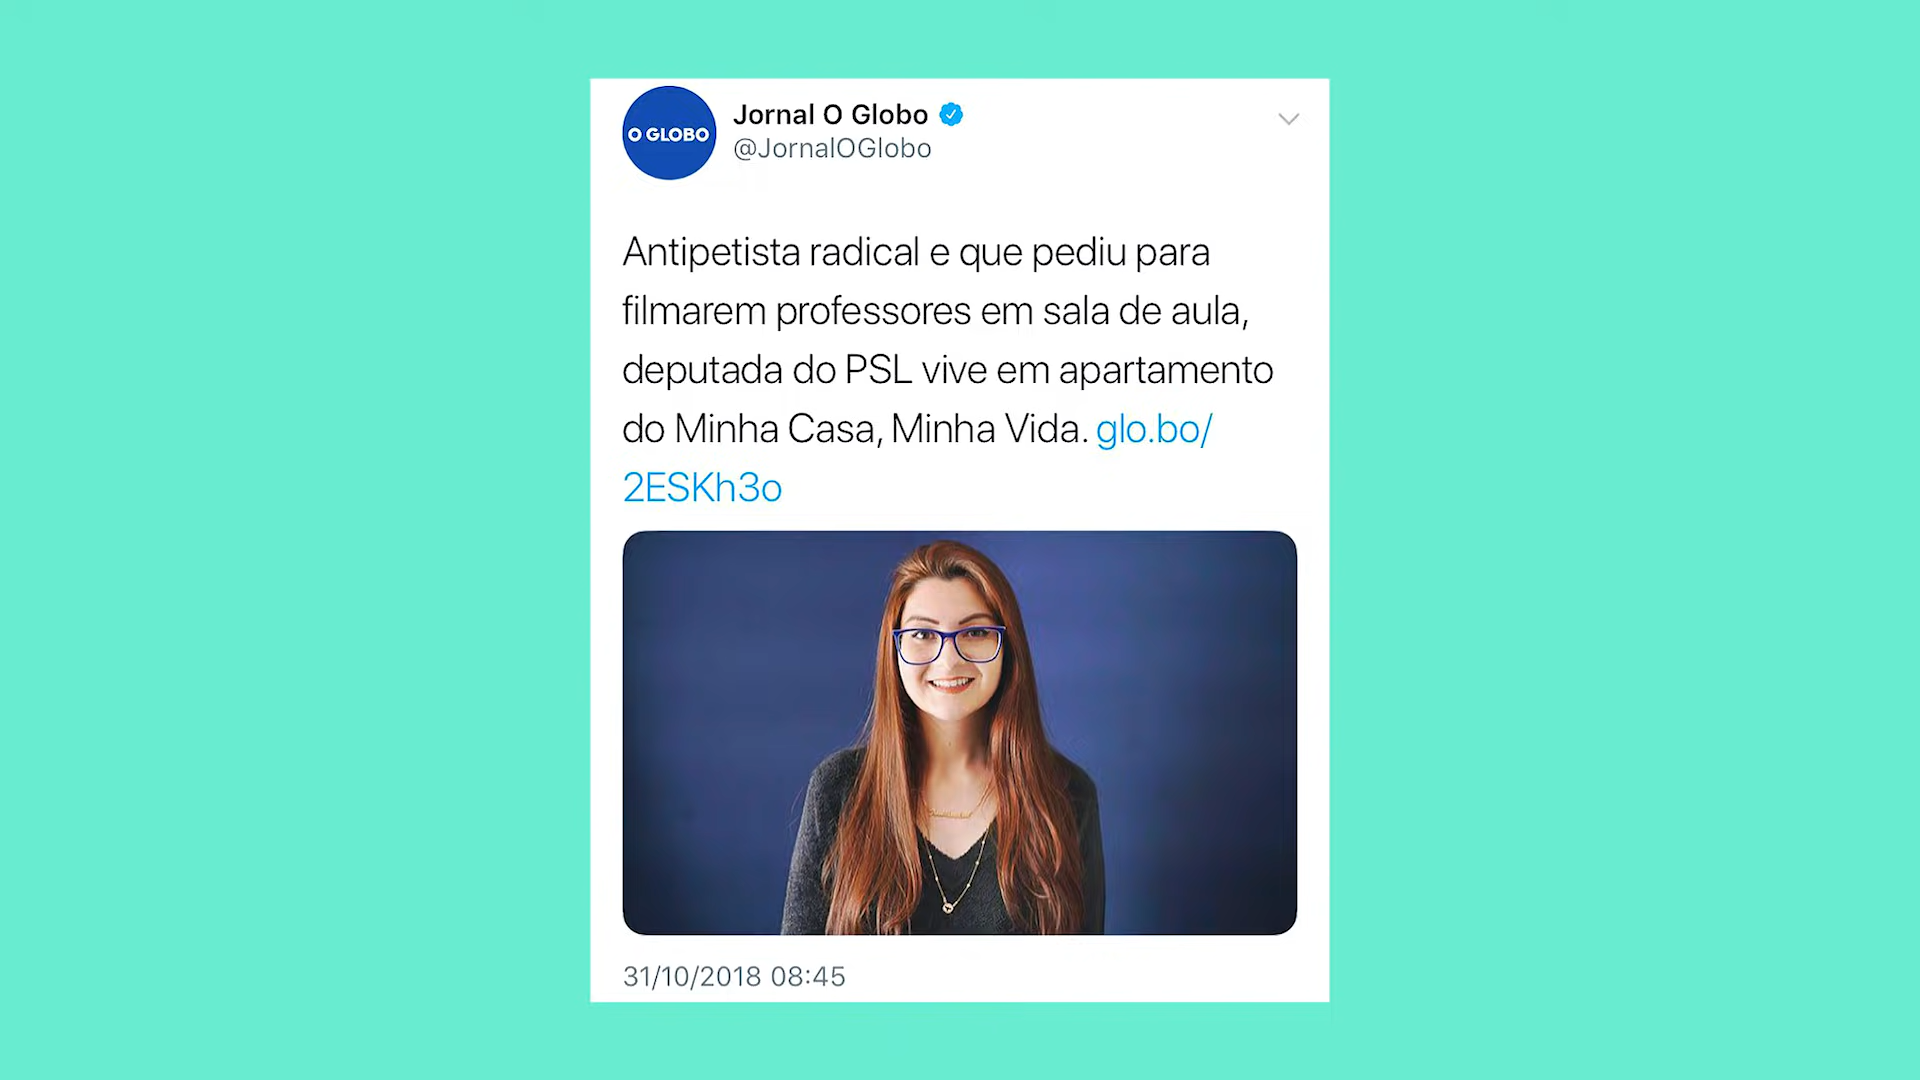 O GLOBO
Jornal O Globo
@JornalOGlobo
Antipetista radical e que pediu para
filmarem professores em sala de aula,
deputada do PSL vive em apartamento
do Minha Casa, Minha Vida. glo.bo/
2ESKh3o
31/10/2018 08:45